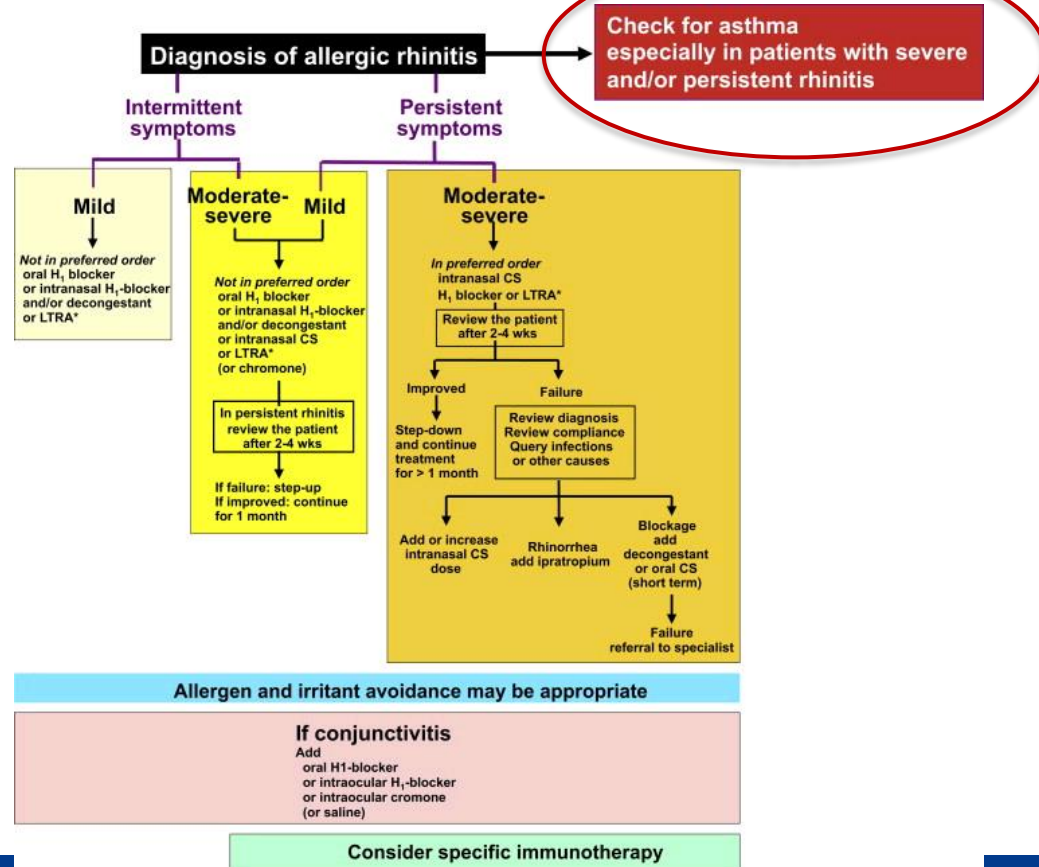 Check for asthma
especially in patients with severe
and/or persistent rhinitis
Diagnosis of allergic rhinitis
Intermittent
symptoms
Persistent
symptoms
Mild
Not in preferred order
oral H₁ blocker
or intranasal H₁-blocker
and/or decongestant
or LTRA*
Moderate-
severe
Mild
Not in preferred order
oral H₁ blocker
or intranasal H₁-blocker
and/or decongestant
or intranasal CS
or LTRA*
(or chromone)
In persistent rhinitis
review the patient
after 2-4 wks
If failure: step-up
If improved: continue
for 1 month
Moderate-
severe
In preferred order
intranasal CS
H₁ blocker or LTRA*
Review the patient
after 2-4 wks
Improved
Step-down
and continue
treatment
for > 1 month
Failure
Review diagnosis
Review compliance
Query infections
or other causes
Add or increase
intranasal CS
dose
Rhinorrhea
add ipratropium
Blockage
add
decongestant
or oral CS
(short term)
Failure
referral to specialist
Allergen and irritant avoidance may be appropriate
If conjunctivitis
Add
oral H1-blocker
or intraocular H₁-blocker
or intraocular cromone
(or saline)
Consider specific immunotherapy